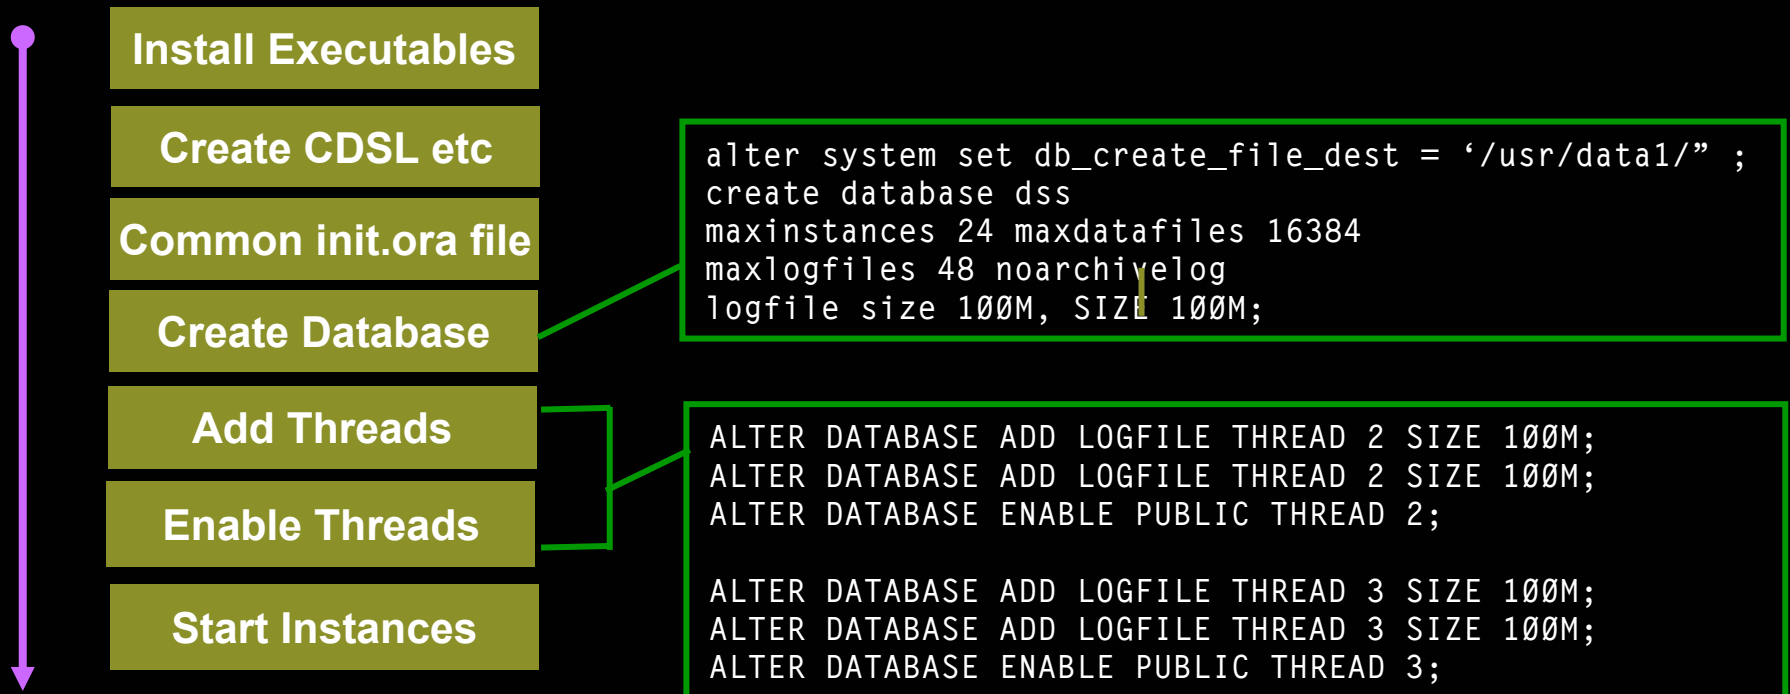 Install Executables
Create CDSL etc
Common init.ora file
Create Database
Add Threads
Enable Threads
Start Instances
alter system set db_create_file_dest = ‘/usr/data1/” ;
create database dss
maxinstances 24 maxdatafiles 16384
maxlogfiles 48 noarchivelog
logfile size 100M, SIZE 100M;
ALTER DATABASE ADD LOGFILE THREAD 2 SIZE 100M;
ALTER DATABASE ADD LOGFILE THREAD 2 SIZE 100M;
ALTER DATABASE ENABLE PUBLIC THREAD 2;
ALTER DATABASE ADD LOGFILE THREAD 3 SIZE 100M;
ALTER DATABASE ADD LOGFILE THREAD 3 SIZE 100M;
ALTER DATABASE ENABLE PUBLIC THREAD 3;